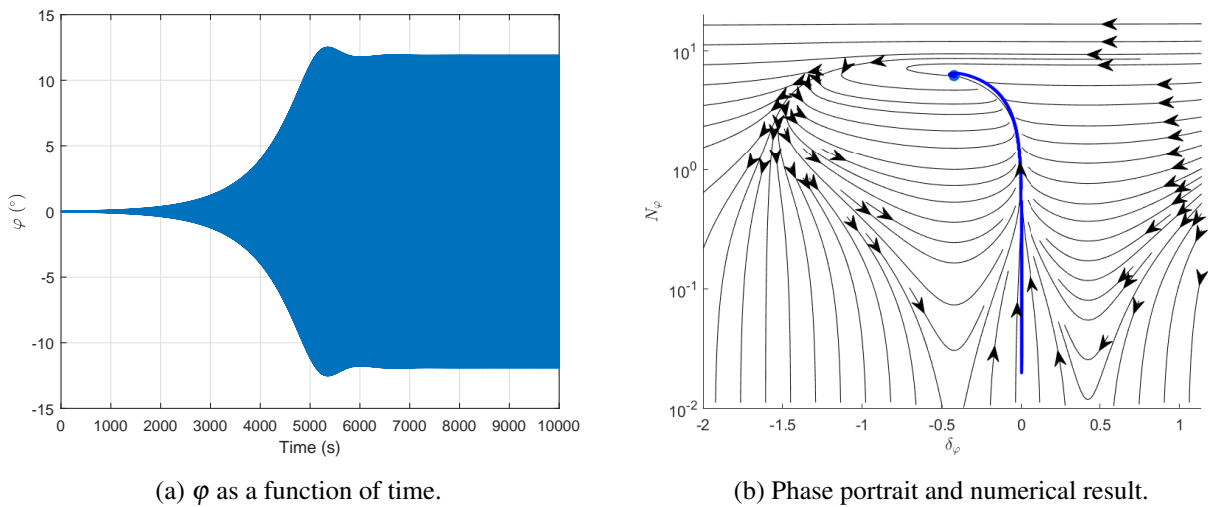 15
10
5
0
-5
-10
-15
φ (°)
0 1000 2000 3000 4000 5000 6000 7000 8000 9000 10000
Time (s)
10^1
10^0
10^-1
10^-2
N_φ
-2 -1.5 -1 -0.5 0 0.5 1
δ_φ
(a) φ as a function of time.
(b) Phase portrait and numerical result.